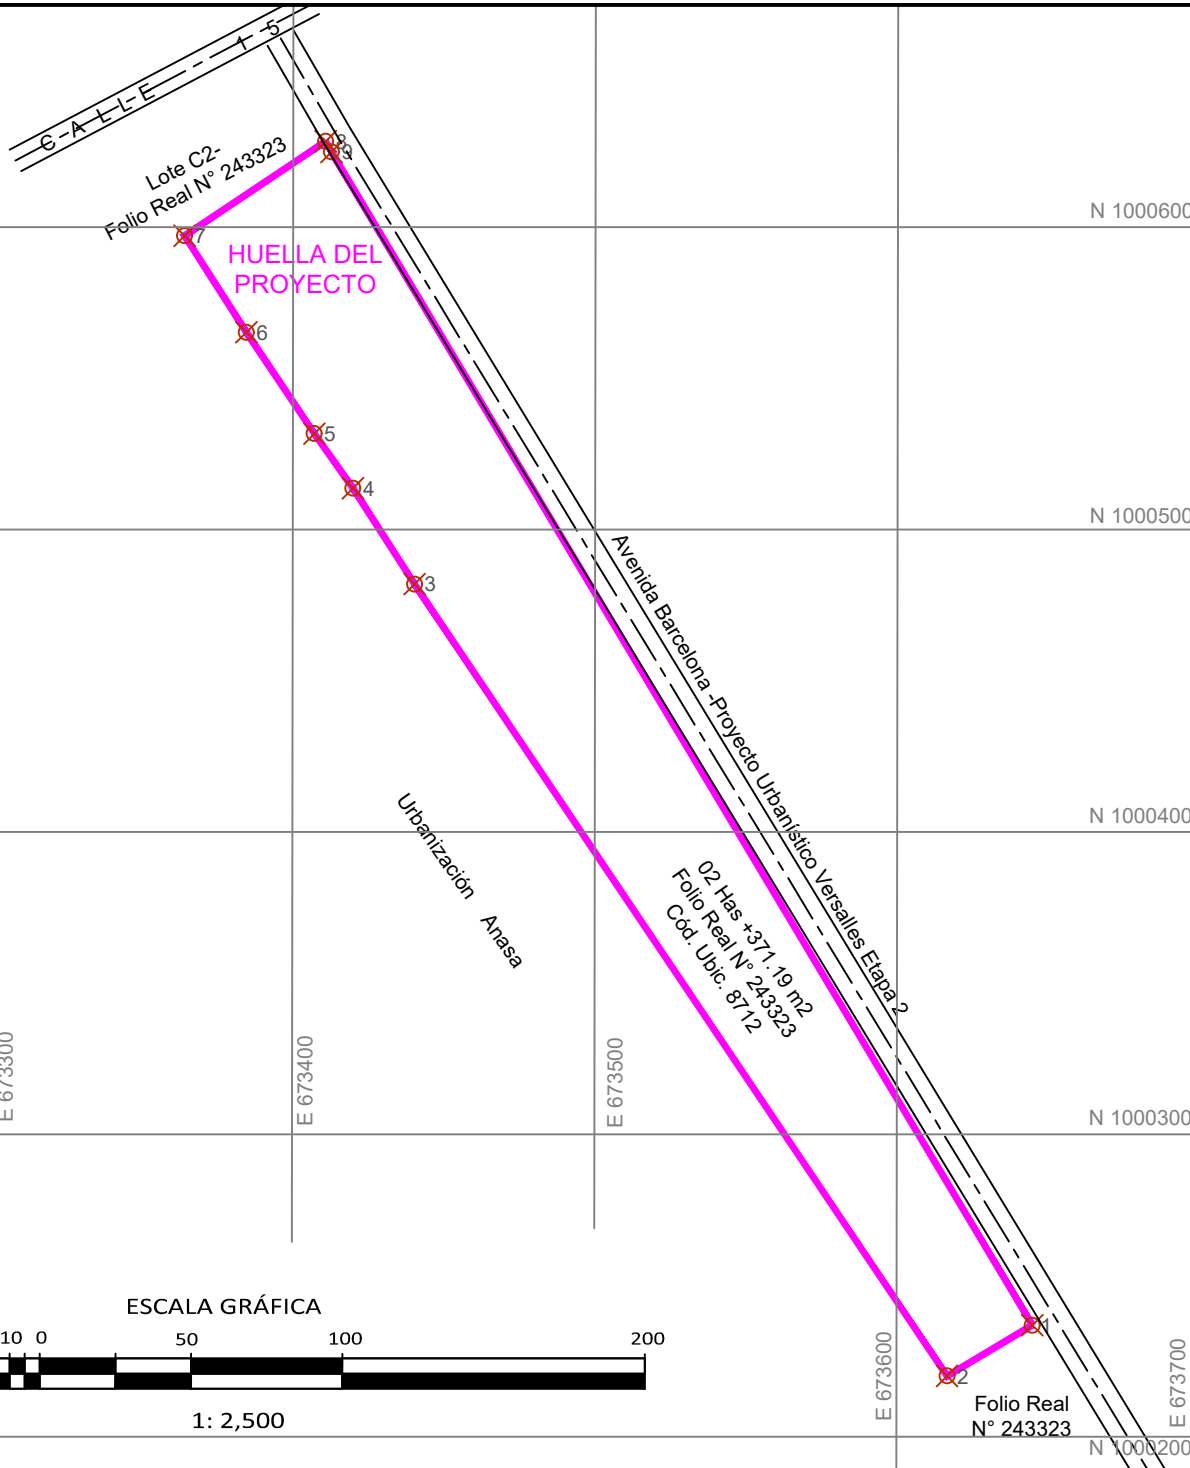 CALLE - 15
8
9
Lote C2-
Folio Real N° 243323
7
N 1000600
HUELLA DEL
PROYECTO
6
5
4
N 1000500
3
Avenida Barcelona -Proyecto Urbanístico Versalles Etapa 2
Urbanización Anasa
N 1000400
02 Has +371.19 m2
Folio Real N° 243323
Cód. Ubic. 8712
E 673300
E 673400
E 673500
N 1000300
ESCALA GRÁFICA
10 0 50 100 200
1: 2,500
1
2
E 673600
E 673700
Folio Real
N° 243323
N 1000200